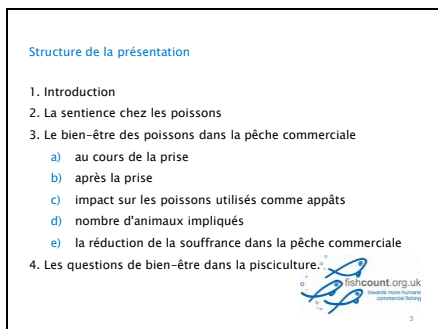 Structure de la présentation
1. Introduction
2. La sentience chez les poissons
3. Le bien-être des poissons dans la pêche commerciale
a) au cours de la prise
b) après la prise
c) impact sur les poissons utilisés comme appâts
d) nombre d'animaux impliqués
e) la réduction de la souffrance dans la pêche commerciale
4. Les questions de bien-être dans la pisciculture.
fishcount.org.uk
towards more humane
commercial fishing
3